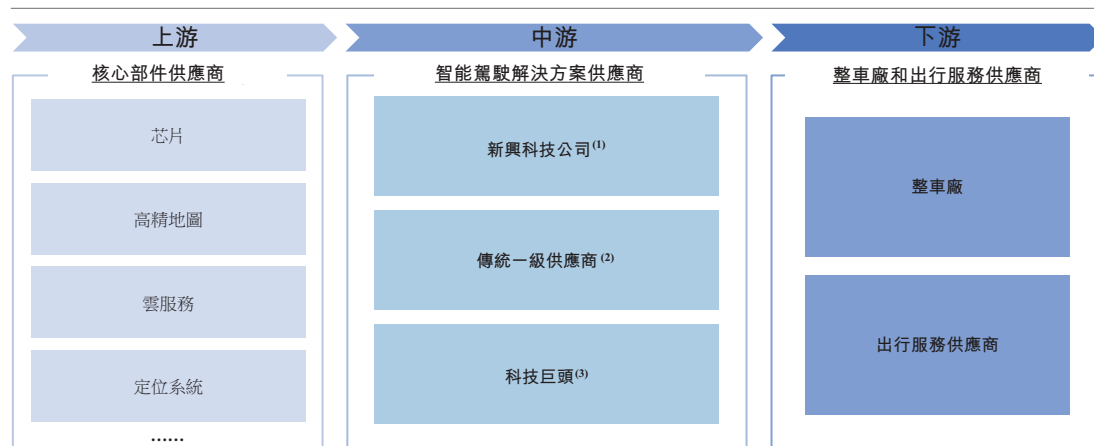 上游
中游
下游
核心部件供應商
智能駕駛解決方案供應商
整車廠和出行服務供應商
芯片
高精地圖
雲服務
定位系統
……
新興科技公司(1)
傳統一級供應商(2)
科技巨頭(3)
整車廠
出行服務供應商